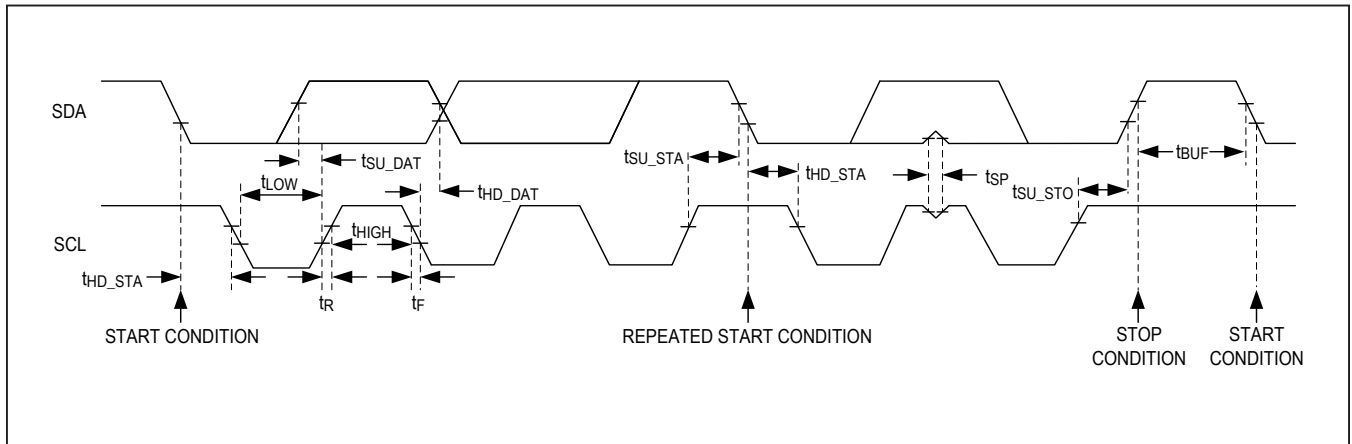 SDA
tSU_DAT
tSU_STA
tBUF
tLOW
tHD_DAT
tHD_STA
tSP
tSU_STO
SCL
tHIGH
tHD_STA
tR
tF
START CONDITION
REPEATED START CONDITION
STOP
CONDITION
START
CONDITION